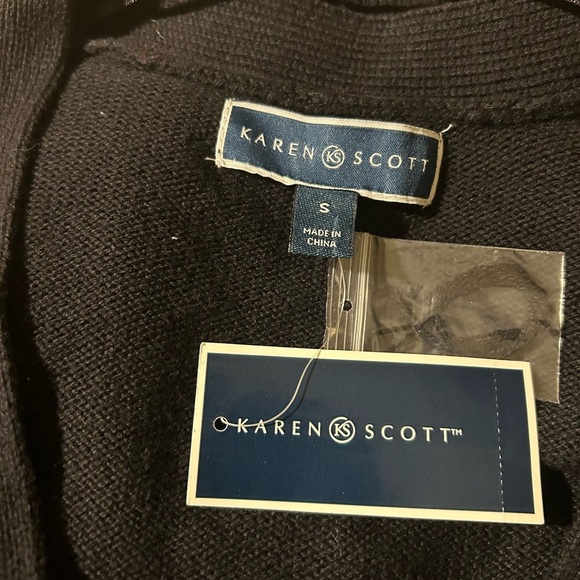 KAREN KS SCOTT
S
MADE IN
CHINA
KAREN KS SCOTT™